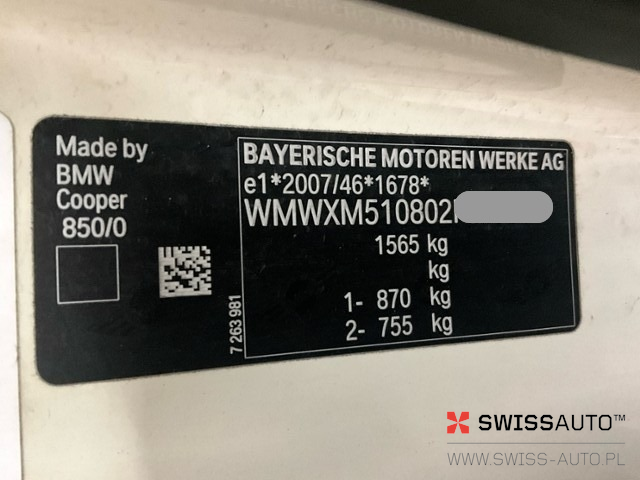 Made by
BMW
Cooper
850/0
BAYERISCHE MOTOREN WERKE AG
e1*2007/46*1678*
WMWXM510802
1565 kg
kg
1- 870 kg
2- 755 kg
7 263 981
SWISSAUTO™
WWW.SWISS-AUTO.PL